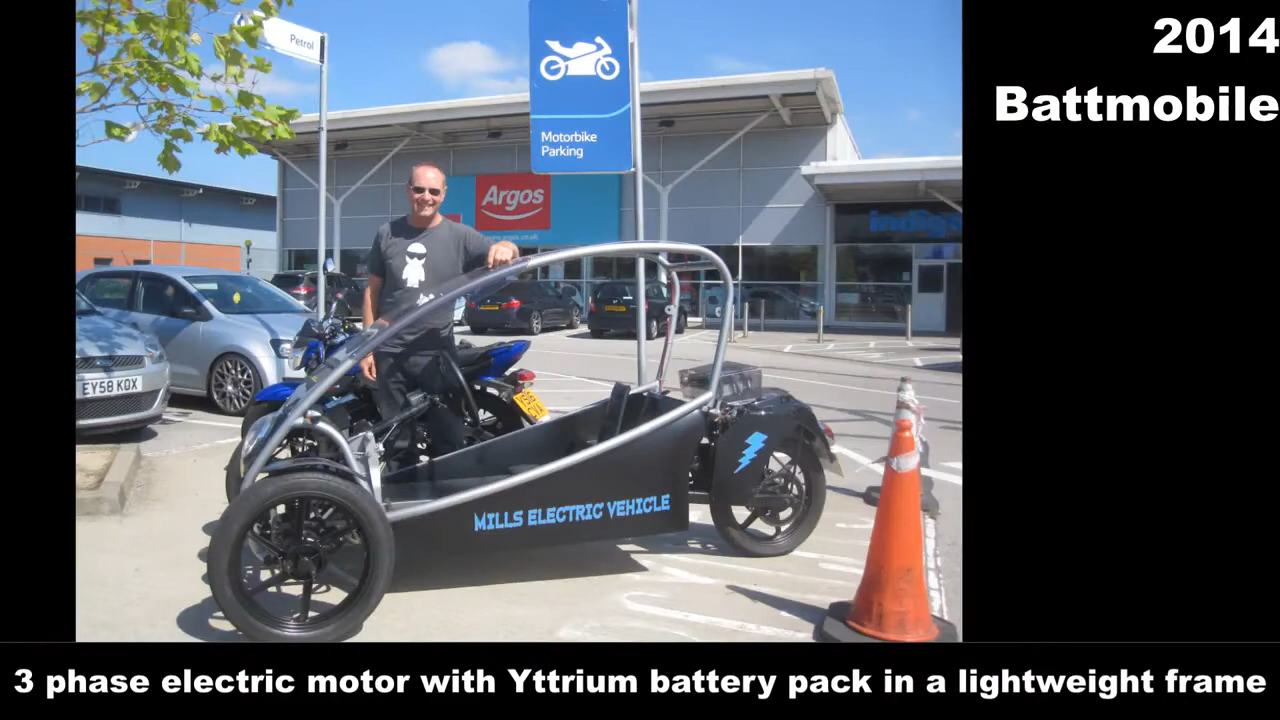 2014
Battmobile
Petrol
Motorbike
Parking
Argos
EY58 KOX
MILLS ELECTRIC VEHICLE
3 phase electric motor with Yttrium battery pack in a lightweight frame